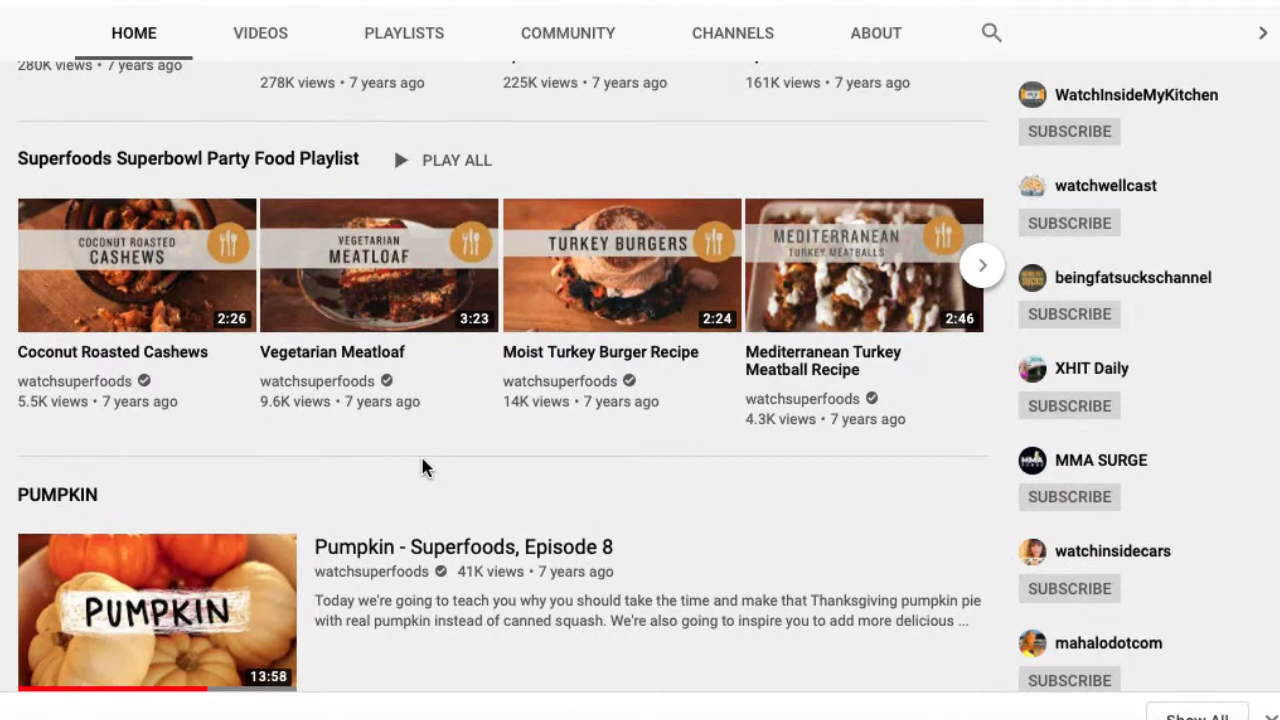 HOME VIDEOS PLAYLISTS COMMUNITY CHANNELS ABOUT
280K views • 7 years ago
278K views • 7 years ago
225K views • 7 years ago
161K views • 7 years ago
Superfoods Superbowl Party Food Playlist PLAY ALL
COCONUT ROASTED
CASHEWS
2:26
VEGETARIAN
MEATLOAF
3:23
TURKEY BURGERS
2:24
MEDITERRANEAN
TURKEY MEATBALLS
2:46
Coconut Roasted Cashews
watchsuperfoods
5.5K views • 7 years ago
Vegetarian Meatloaf
watchsuperfoods
9.6K views • 7 years ago
Moist Turkey Burger Recipe
watchsuperfoods
14K views • 7 years ago
Mediterranean Turkey
Meatball Recipe
watchsuperfoods
4.3K views • 7 years ago
PUMPKIN
PUMPKIN
13:58
Pumpkin - Superfoods, Episode 8
watchsuperfoods 41K views • 7 years ago
Today we're going to teach you why you should take the time and make that Thanksgiving pumpkin pie
with real pumpkin instead of canned squash. We're also going to inspire you to add more delicious ...
WatchInsideMyKitchen
SUBSCRIBE
watchwellcast
SUBSCRIBE
beingfatsuckschannel
SUBSCRIBE
XHIT Daily
SUBSCRIBE
MMA SURGE
SUBSCRIBE
watchinsidecars
SUBSCRIBE
mahalodotcom
SUBSCRIBE
Show All